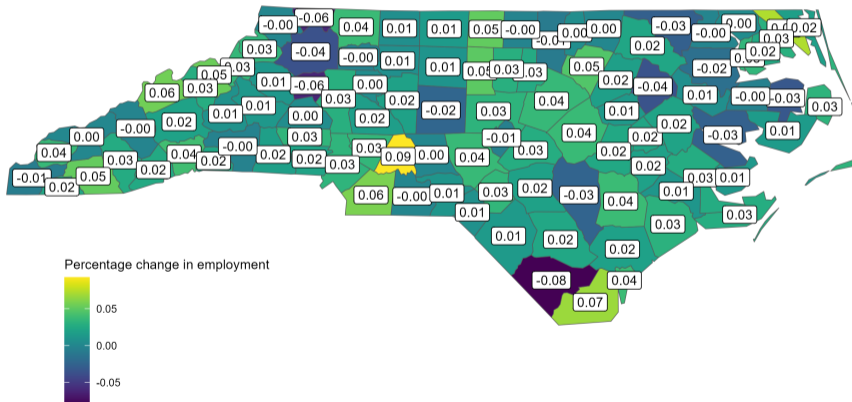 -0.00 -0.06 0.04 0.01 0.01 0.05 -0.00 -0.01 0.00 0.00 -0.03 -0.00 0.00 0.02
0.03 -0.04 -0.00 0.01 0.02 0.03 0.02
0.05 0.03 0.01 -0.06 0.00 0.01 0.05 0.03 0.03 0.05 0.02 -0.04 -0.02
0.06 0.03 0.03 0.02 -0.02 0.03 0.04 0.01 0.01 -0.00 -0.03 0.03
0.00 -0.00 0.02 0.01 0.01 0.00 0.02 -0.01 0.04 0.02 0.02 -0.03 0.01
0.04 0.03 0.04 0.02 -0.00 0.02 0.03 0.02 0.03 0.03 0.09 0.00 0.04 0.03 0.02 0.02
-0.01 0.02 0.05 0.02 0.06 -0.00 0.01 0.03 0.02 -0.03 0.04 0.01 0.03 0.01
0.01 0.03 0.03
0.01 0.02 0.02
-0.08 0.04
0.07
Percentage change in employment
0.05
0.00
-0.05